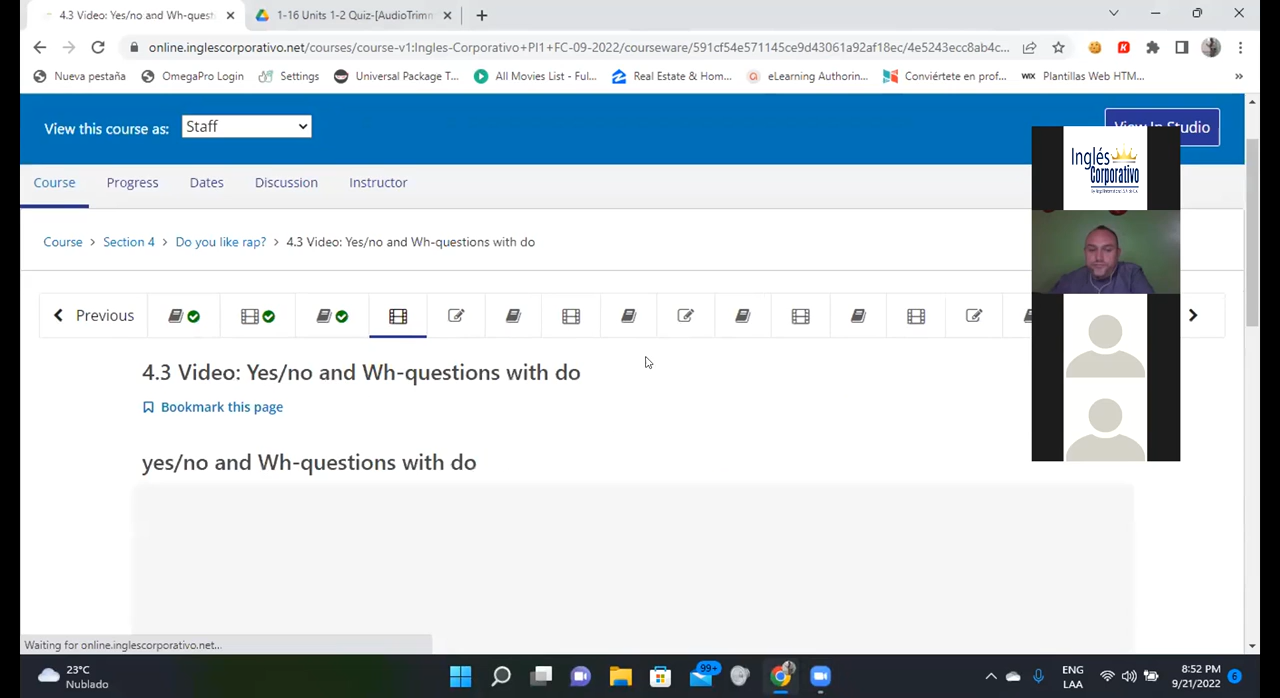 4.3 Video: Yes/no and Wh-quest
1-16 Units 1-2 Quiz-[AudioTrimn
online.inglescorporativo.net/courses/course-v1:Ingles-Corporativo+PI1+FC-09-2022/courseware/591cf54e571145ce9d43061a92af18ec/4e5243ecc8ab4c...
Nueva pestaña OmegaPro Login Settings Universal Package T... All Movies List - Ful... Real Estate & Hom... eLearning Authorin... Conviértete en prof... WIX Plantillas Web HTM... »
View this course as: Staff
View In Studio
Inglés
Corporativo
Course Progress Dates Discussion Instructor
Course > Section 4 > Do you like rap? > 4.3 Video: Yes/no and Wh-questions with do
Previous
4.3 Video: Yes/no and Wh-questions with do
Bookmark this page
yes/no and Wh-questions with do
Waiting for online.inglescorporativo.net...
23°C
Nublado
99+
ENG
LAA
8:52 PM
9/21/2022
6